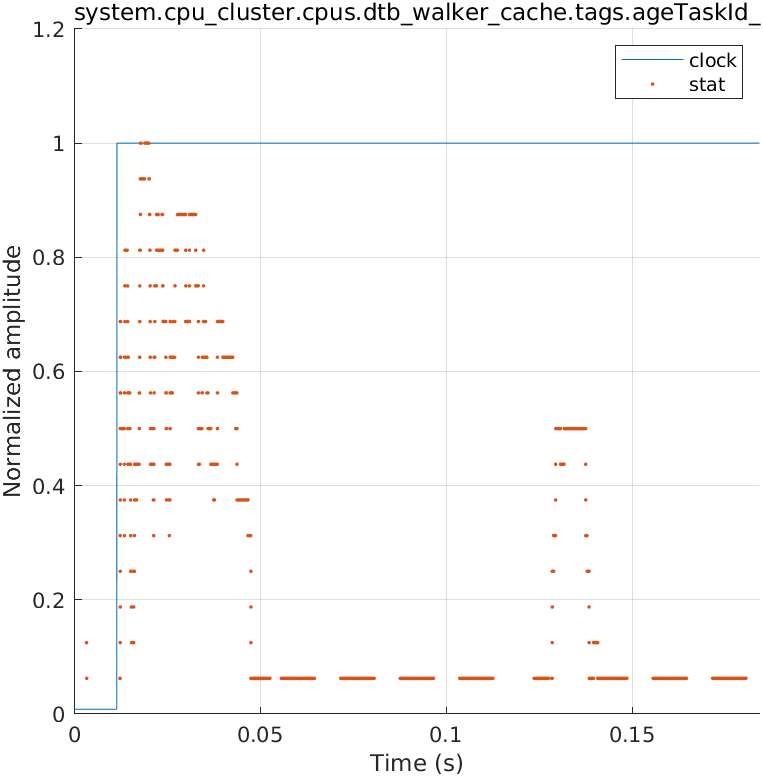 system.cpu_cluster.cpus.dtb_walker_cache.tags.ageTaskId_
1.2
clock
stat
1
0.8
0.6
0.4
0.2
0
Normalized amplitude
0
0.05
0.1
0.15
Time (s)